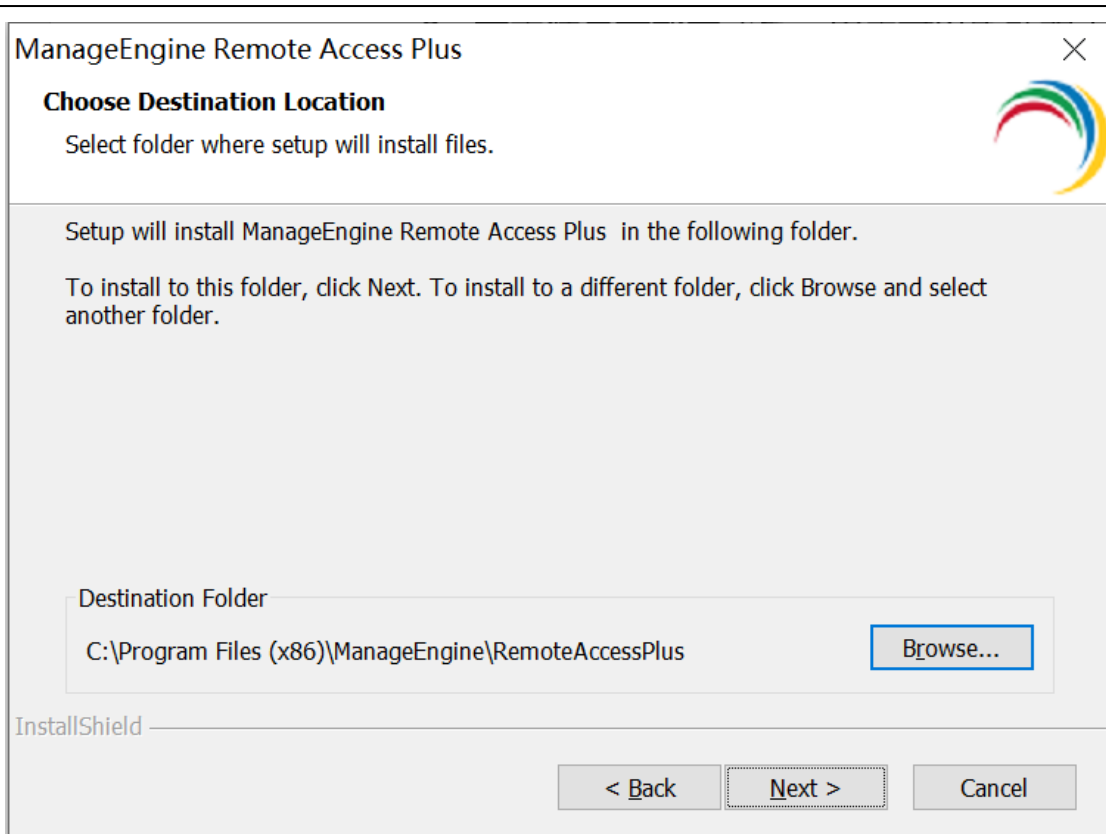 ManageEngine Remote Access Plus
Choose Destination Location
Select folder where setup will install files.
Setup will install ManageEngine Remote Access Plus  in the following folder.
To install to this folder, click Next. To install to a different folder, click Browse and select
another folder.
Destination Folder
C:\Program Files (x86)\ManageEngine\RemoteAccessPlus
Browse...
InstallShield
< Back
Next >
Cancel